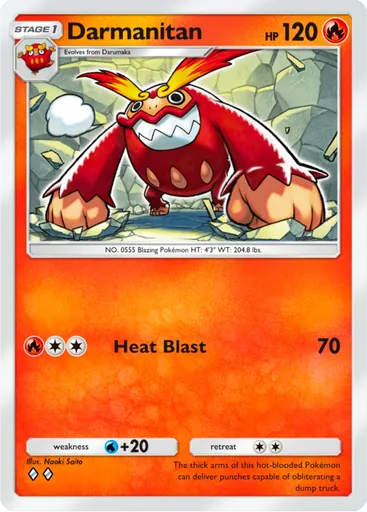 STAGE 1
Darmanitan
HP 120
Evolves from Darumaka
NO. 0555 Blazing Pokémon HT: 4'3" WT: 204.8 lbs.
Heat Blast 70
weakness +20 retreat
Illus. Naoki Saito
The thick arms of this hot-blooded Pokémon
can deliver punches capable of obliterating a
dump truck.